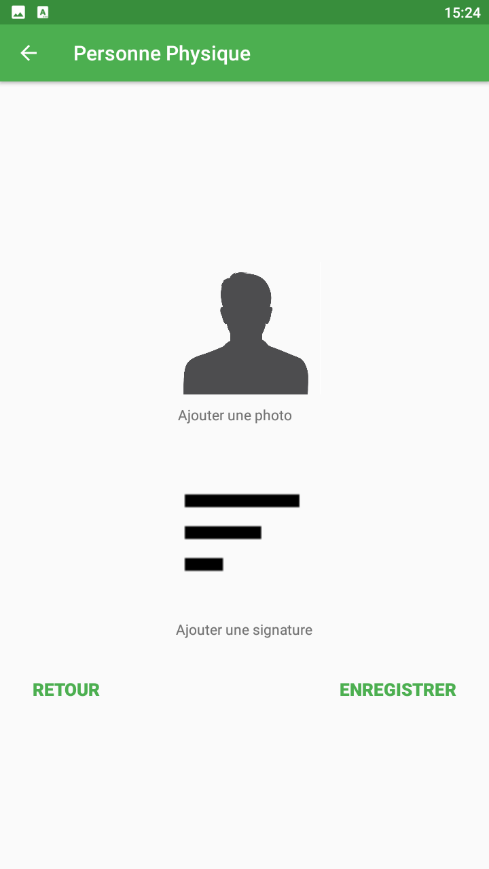 15:24
Personne Physique
Ajouter une photo
Ajouter une signature
RETOUR
ENREGISTRER